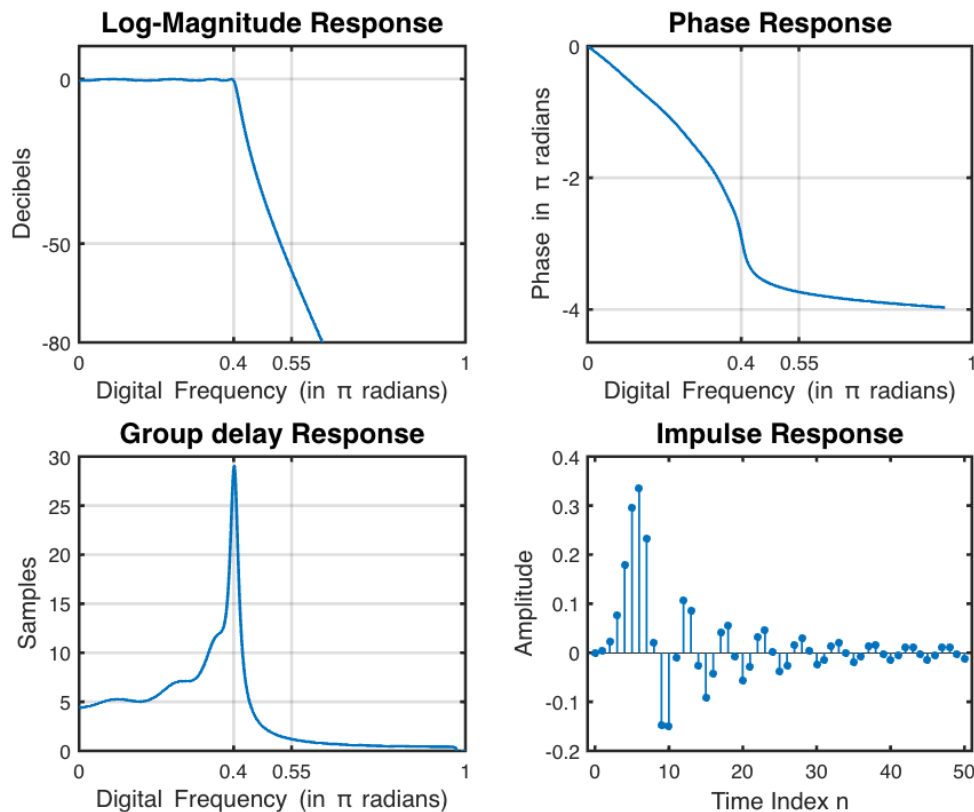 Log-Magnitude Response
0
-50
-80
Decibels
0 0.4 0.55 1
Digital Frequency (in π radians)
Phase Response
0
-2
-4
Phase in π radians
0 0.4 0.55 1
Digital Frequency (in π radians)
Group delay Response
30
25
20
15
10
5
0
Samples
0 0.4 0.55 1
Digital Frequency (in π radians)
Impulse Response
0.4
0.3
0.2
0.1
0
-0.1
-0.2
Amplitude
0 10 20 30 40 50
Time Index n